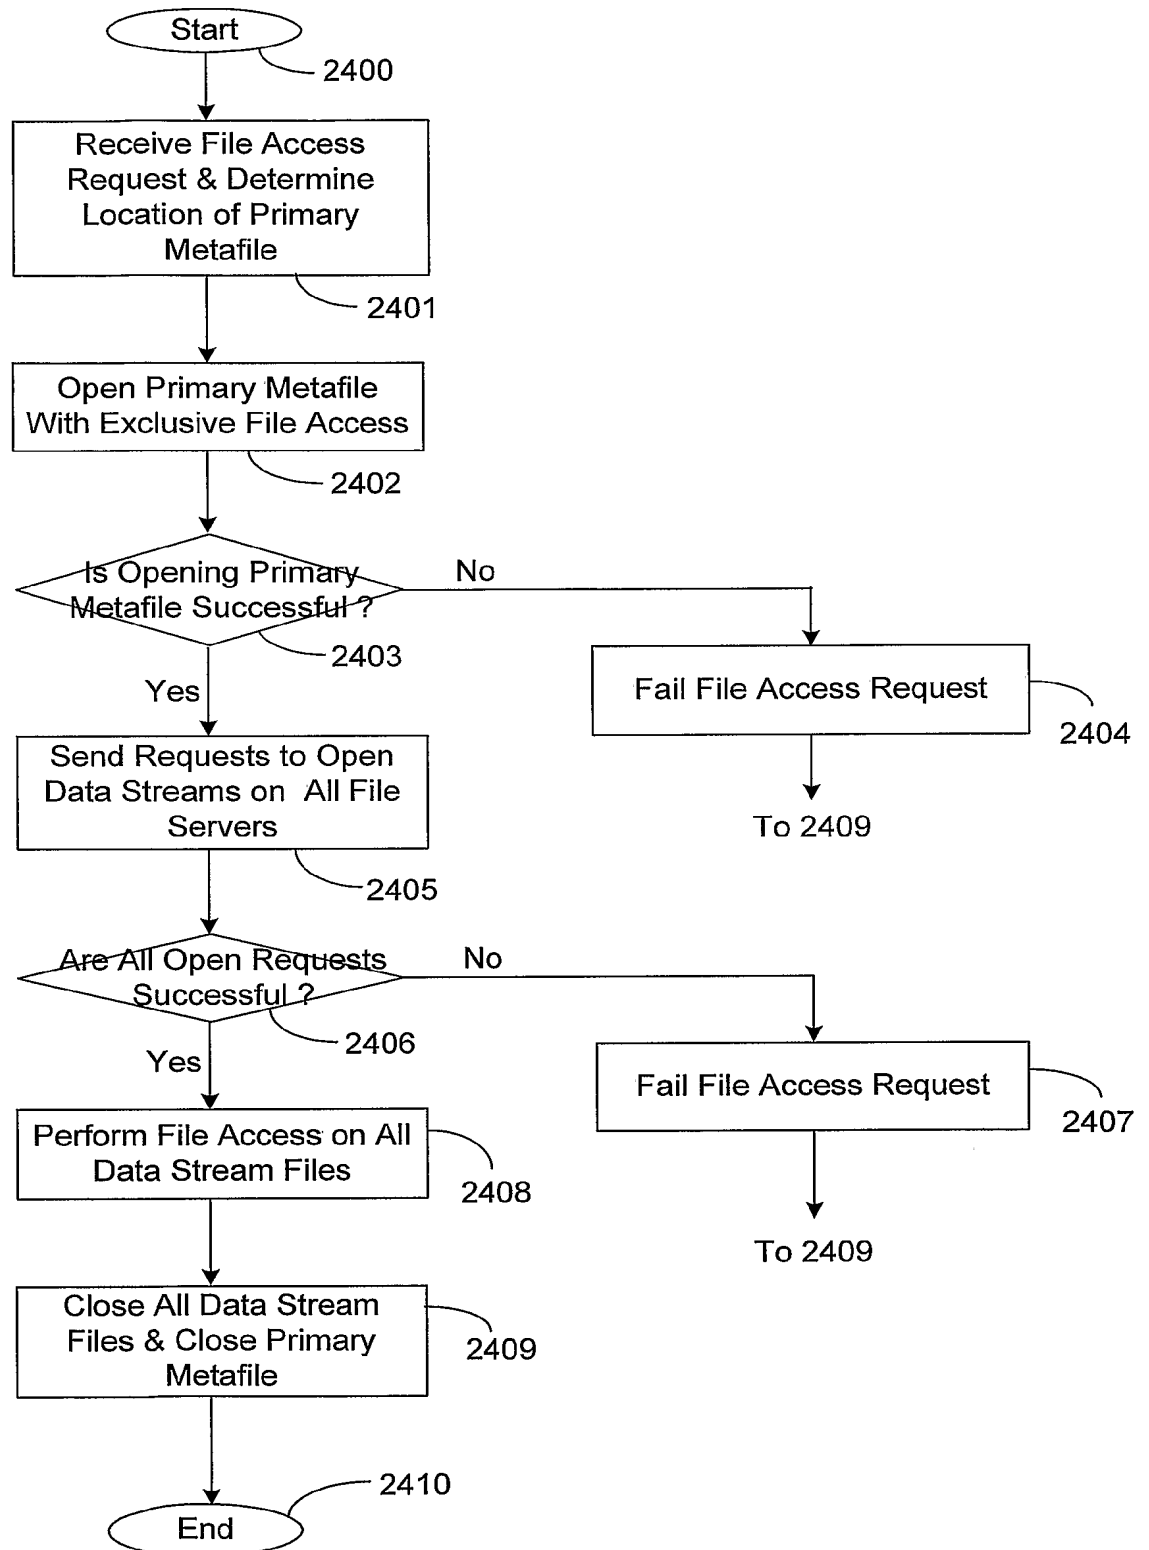 Start
2400
Receive File Access
Request & Determine
Location of Primary
Metafile
2401
Open Primary Metafile
With Exclusive File Access
2402
Is Opening Primary
Metafile Successful ?
No
2403
Yes
Fail File Access Request
2404
To 2409
Send Requests to Open
Data Streams on All File
Servers
2405
Are All Open Requests
Successful ?
No
2406
Yes
Fail File Access Request
2407
To 2409
Perform File Access on All
Data Stream Files
2408
Close All Data Stream
Files & Close Primary
Metafile
2409
2410
End